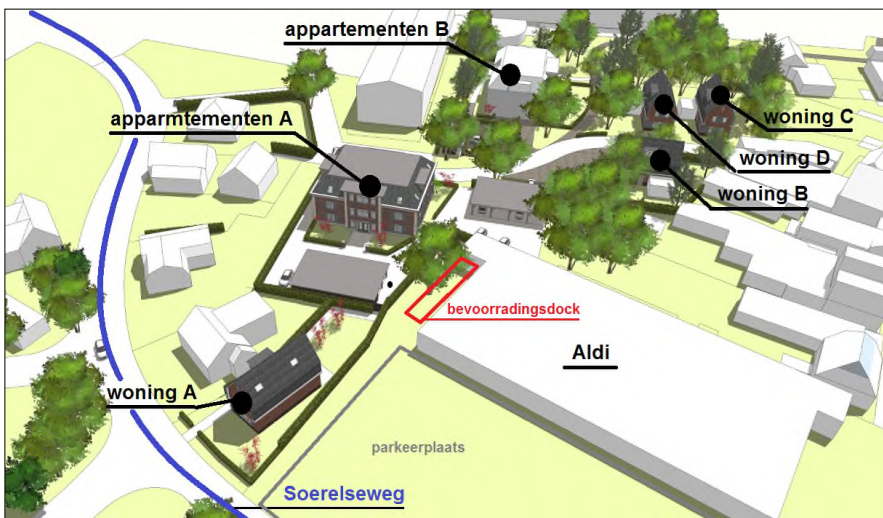 appartementen B
apparmtementen A
woning C
woning D
woning B
bevoorradingsdock
Aldi
woning A
parkeerplaats
Soerelseweg